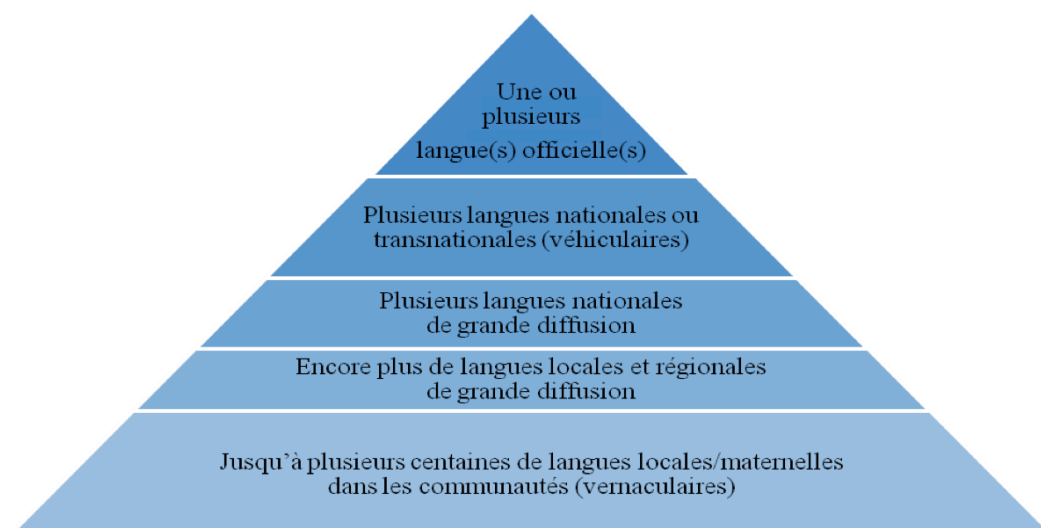 Une ou
plusieurs
langue(s) officielle(s)
Plusieurs langues nationales ou
transnationales (véhiculaires)
Plusieurs langues nationales
de grande diffusion
Encore plus de langues locales et régionales
de grande diffusion
Jusqu’à plusieurs centaines de langues locales/maternelles
dans les communautés (vernaculaires)